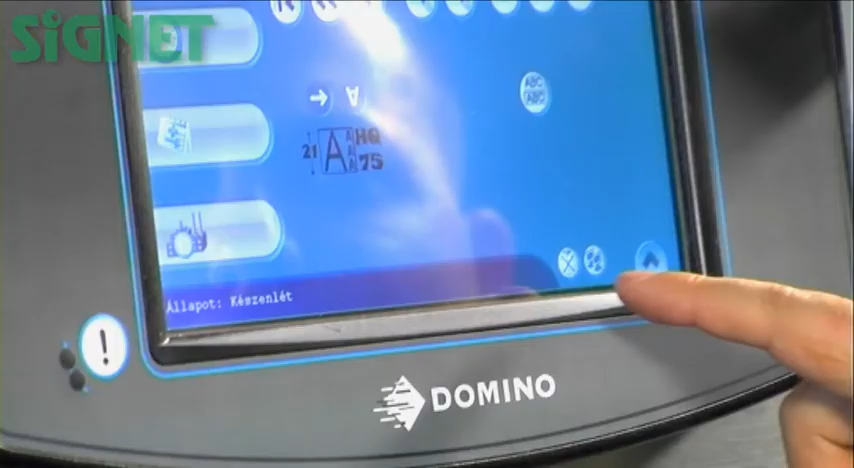 SiGNET
ABC
ABC
A
21 A A HQ
A 75
Állapot: Készenlét
!
DOMINO